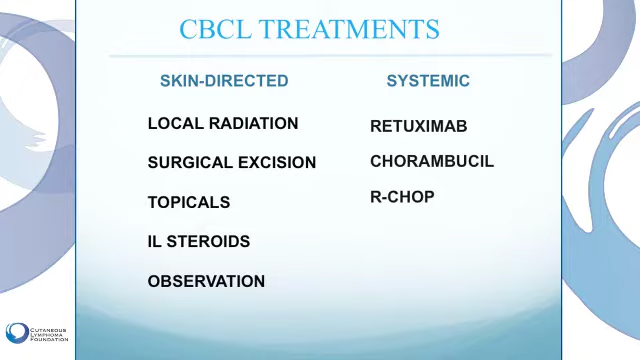 CBCL TREATMENTS
SKIN-DIRECTED
LOCAL RADIATION
SURGICAL EXCISION
TOPICALS
IL STEROIDS
OBSERVATION
SYSTEMIC
RETUXIMAB
CHORAMBUCIL
R-CHOP
CUTANEOUS
LYMPHOMA
FOUNDATION